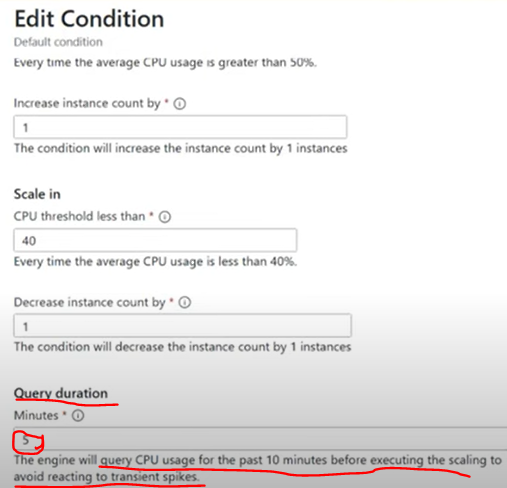 Edit Condition
Default condition
Every time the average CPU usage is greater than 50%.
Increase instance count by *
1
The condition will increase the instance count by 1 instances
Scale in
CPU threshold less than *
40
Every time the average CPU usage is less than 40%.
Decrease instance count by *
1
The condition will decrease the instance count by 1 instances
Query duration
Minutes *
5
The engine will query CPU usage for the past 10 minutes before executing the scaling to
avoid reacting to transient spikes.